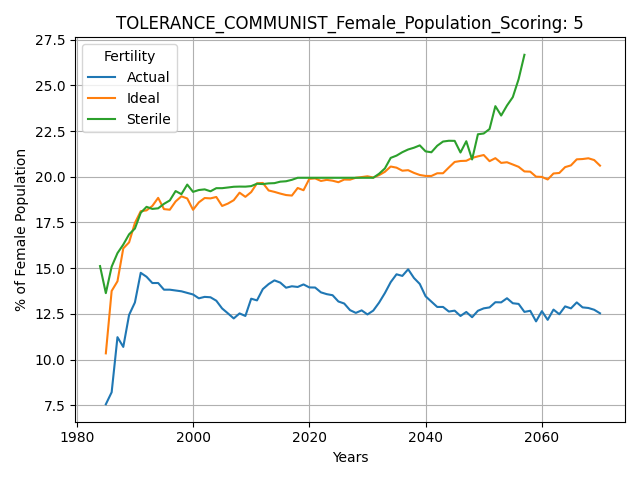 TOLERANCE_COMMUNIST_Female_Population_Scoring: 5
27.5
25.0
22.5
20.0
17.5
15.0
12.5
10.0
7.5
% of Female Population
Fertility
Actual
Ideal
Sterile
1980
2000
2020
2040
2060
Years